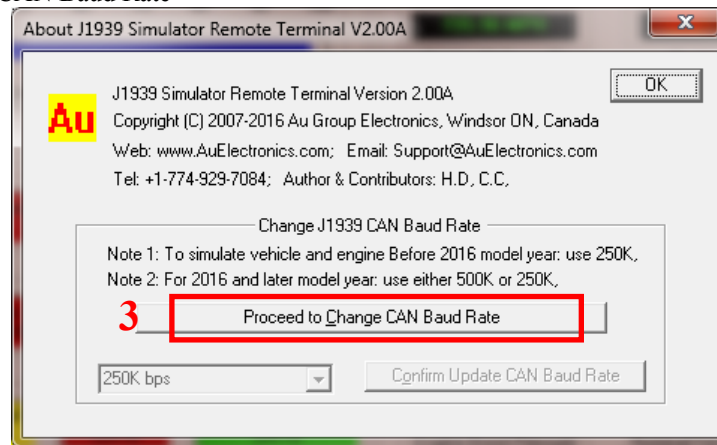 CAN Baud Rate
About J1939 Simulator Remote Terminal V2.00A
x
OK
J1939 Simulator Remote Terminal Version 2.00A
Au
Copyright (C) 2007-2016 Au Group Electronics, Windsor ON, Canada
Web: www.AuElectronics.com; Email: Support@AuElectronics.com
Tel: +1-774-929-7084; Author & Contributors: H.D, C.C,
Change J1939 CAN Baud Rate
Note 1: To simulate vehicle and engine Before 2016 model year: use 250K,
Note 2: For 2016 and later model year: use either 500K or 250K,
3 Proceed to Change CAN Baud Rate
250K bps
Confirm Update CAN Baud Rate